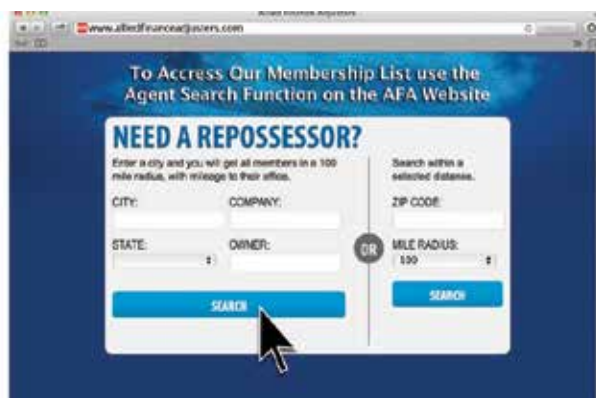 www.alliedfinanceadjusters.com
To Accress Our Membership List use the
Agent Search Function on the AFA Website
NEED A REPOSSESSOR?
Enter a city and you will get all members in a 100
mile radius, with mileage to their office.
CITY:
COMPANY:
STATE:
OWNER:
SEARCH
OR
Search within a
selected distance.
ZIP CODE:
MILE RADIUS:
100
SEARCH